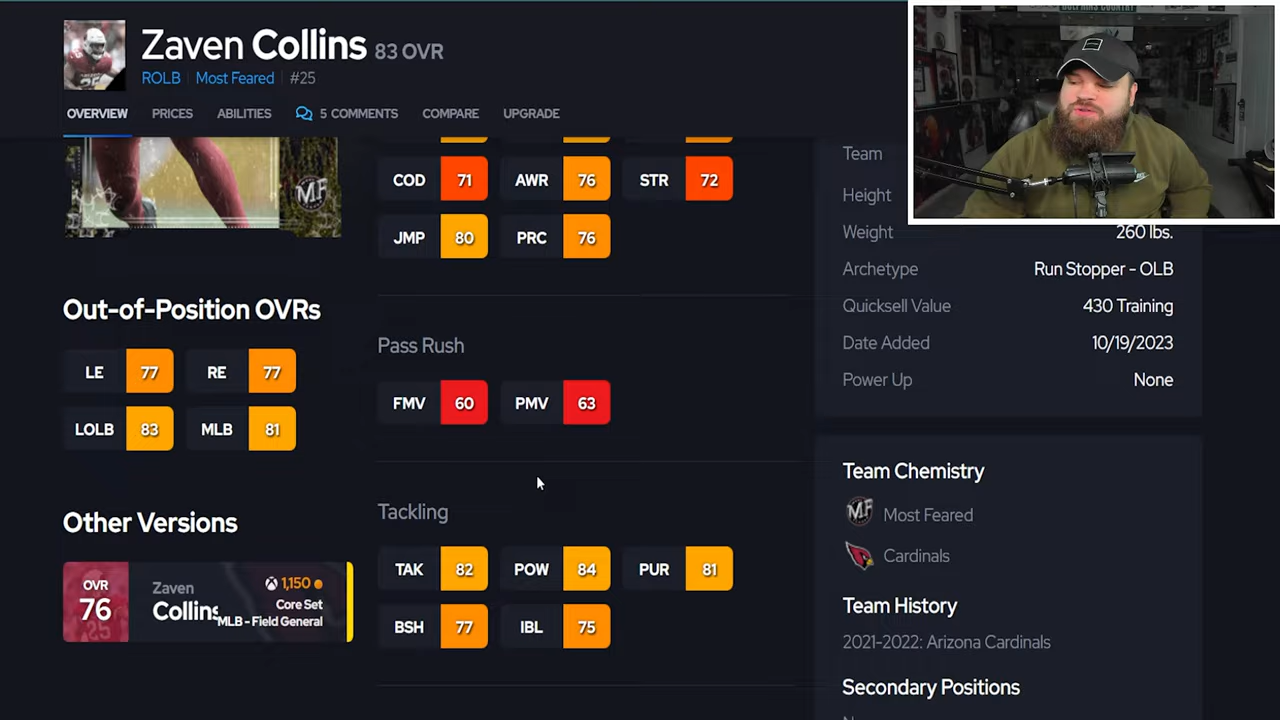 Zaven Collins 83 OVR
ROLB Most Feared #25
OVERVIEW PRICES ABILITIES 5 COMMENTS COMPARE UPGRADE
COD 71 AWR 76 STR 72
JMP 80 PRC 76
MF
Out-of-Position OVRs
LE 77 RE 77
LOLB 83 MLB 81
Pass Rush
FMV 60 PMV 63
Tackling
TAK 82 POW 84 PUR 81
BSH 77 IBL 75
Other Versions
OVR
76
Zaven
Collins
1,150
Core Set
MLB - Field General
Team
Height
Weight 260 lbs.
Archetype Run Stopper - OLB
Quicksell Value 430 Training
Date Added 10/19/2023
Power Up None
Team Chemistry
MF Most Feared
Cardinals
Team History
2021-2022: Arizona Cardinals
Secondary Positions